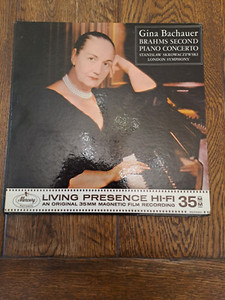 Gina Bachauer
BRAHMS SECOND
PIANO CONCERTO
STANISLAW SKROWACZEWSKI
LONDON SYMPHONY
Mercury
LIVING PRESENCE HI-FI
AN ORIGINAL 35MM MAGNETIC FILM RECORDING
35 MM